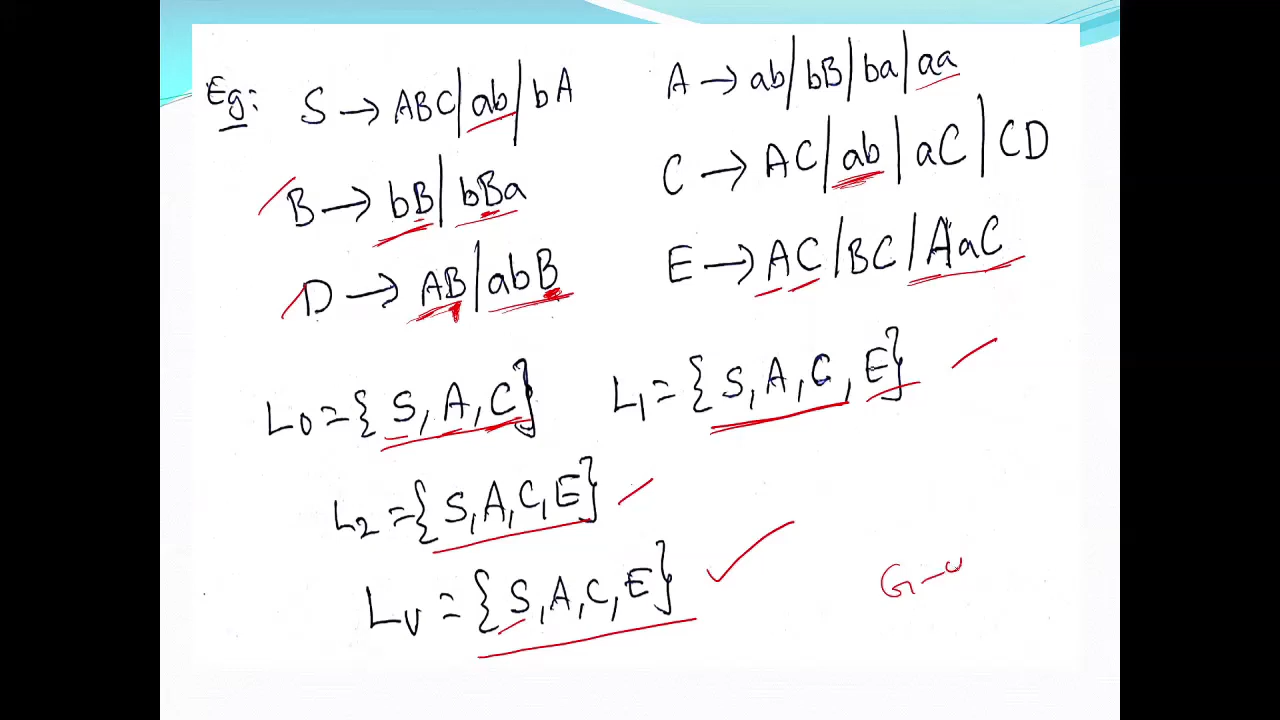 Eg: S → ABC | ab | bA
A → ab | bB | ba | aa
B → bB | bBa
C → AC | ab | aC | CD
D → AB | abB
E → AC | BC | AaC
L0 = { S, A, C }
L1 = { S, A, C, E }
L2 = { S, A, C, E }
LV = { S, A, C, E }